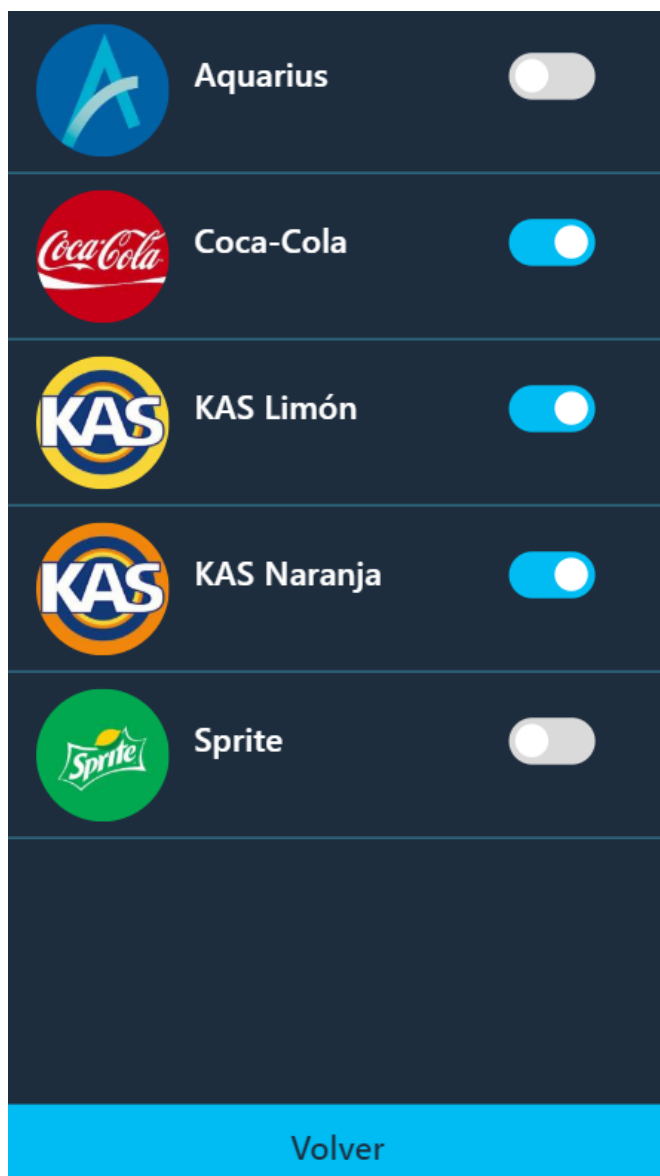 Aquarius
Coca-Cola
Coca-Cola
KAS
KAS Limón
KAS
KAS Naranja
Sprite
Sprite
Volver